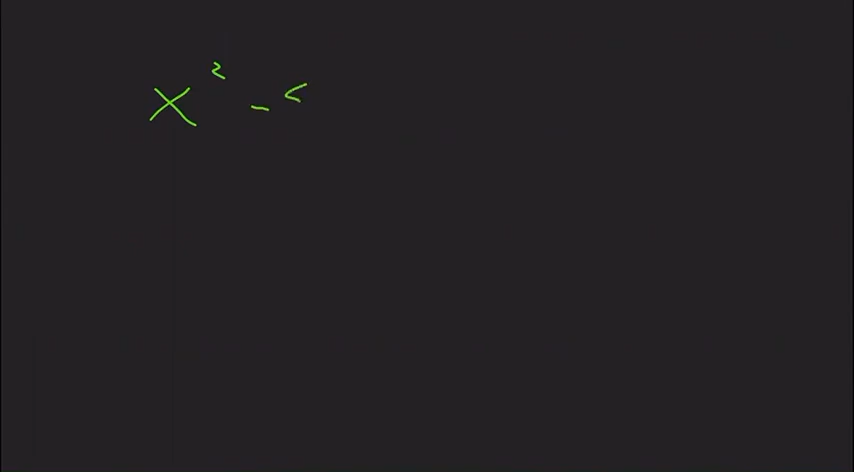 x² - <